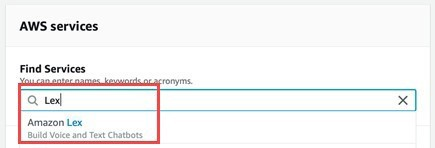 AWS services
Find Services
You can enter names, keywords or acronyms.
Lex
Amazon Lex
Build Voice and Text Chatbots